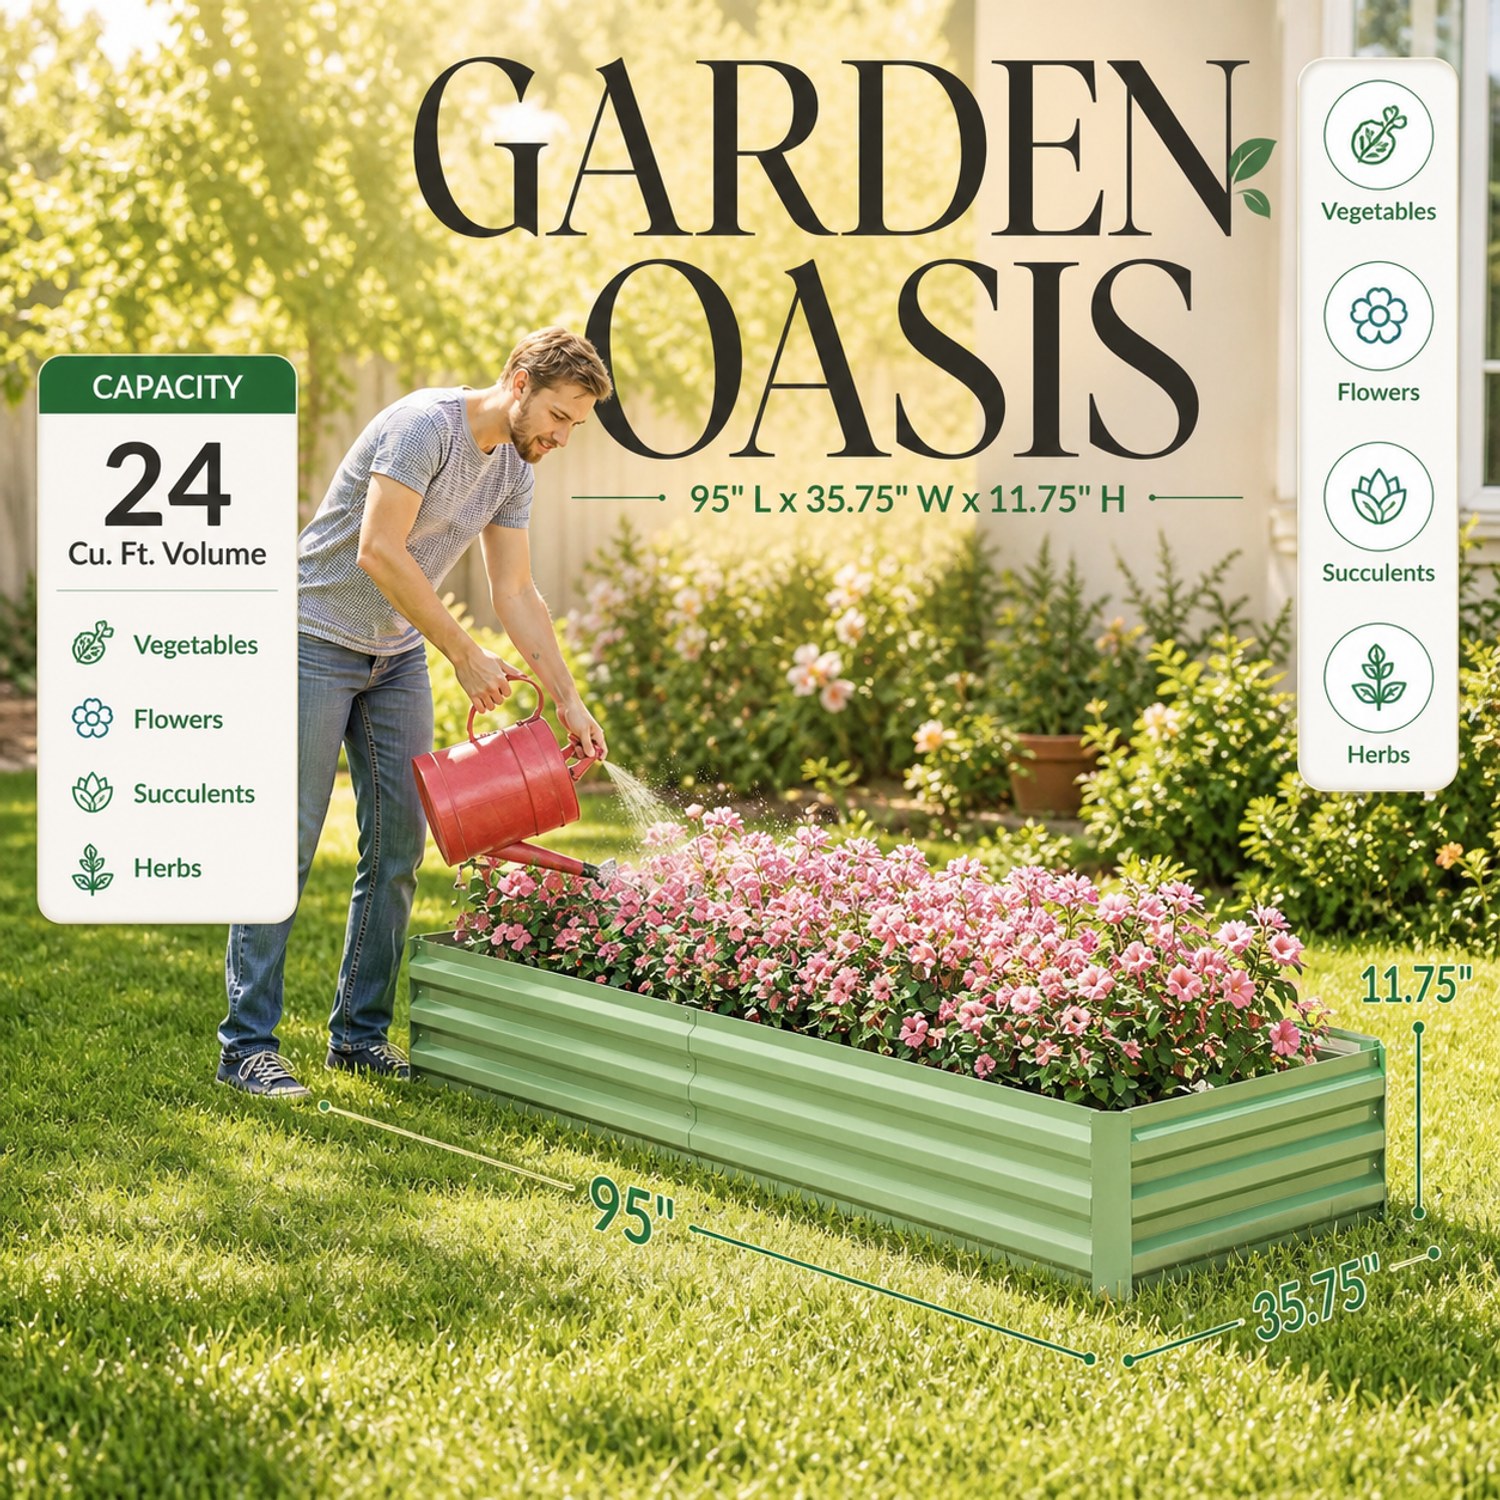 GARDEN
OASIS
95" L x 35.75" W x 11.75" H
CAPACITY
24
Cu. Ft. Volume
Vegetables
Flowers
Succulents
Herbs
Vegetables
Flowers
Succulents
Herbs
11.75"
95"
35.75"